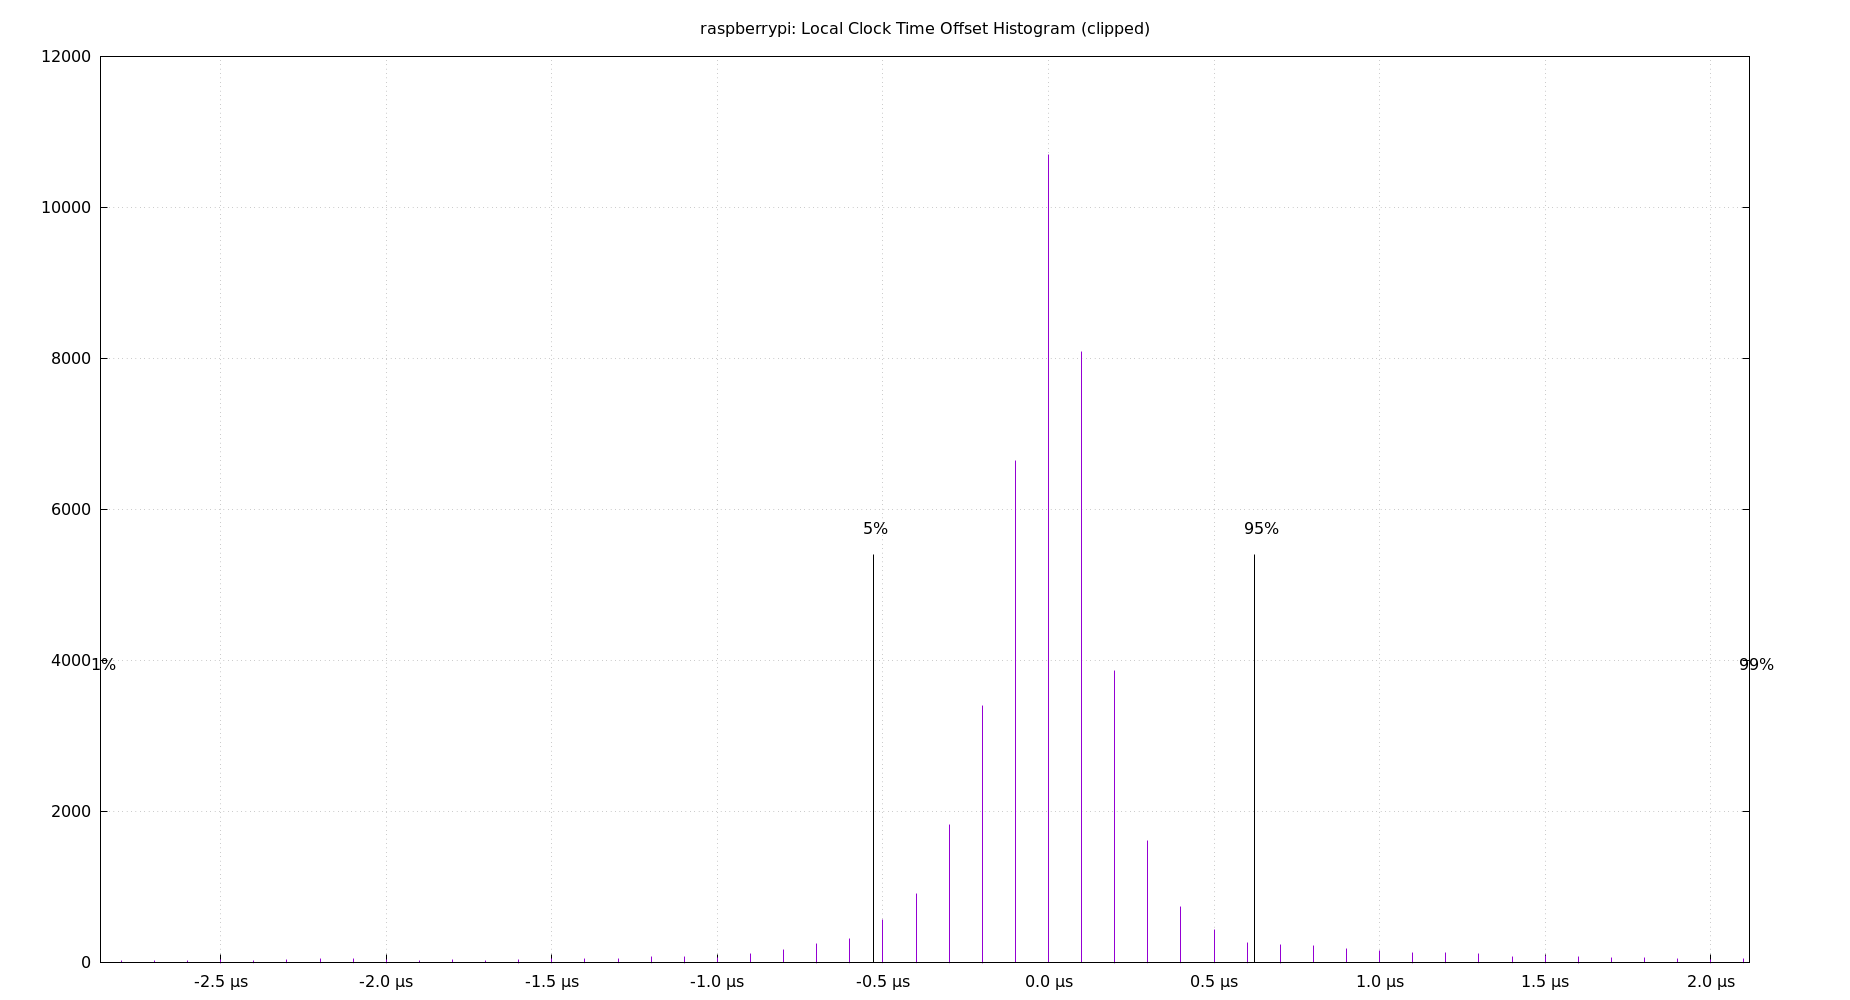 raspberrypi: Local Clock Time Offset Histogram (clipped)
12000
10000
8000
6000
5% 95%
4000 1% 99%
2000
0
-2.5 µs -2.0 µs -1.5 µs -1.0 µs -0.5 µs 0.0 µs 0.5 µs 1.0 µs 1.5 µs 2.0 µs